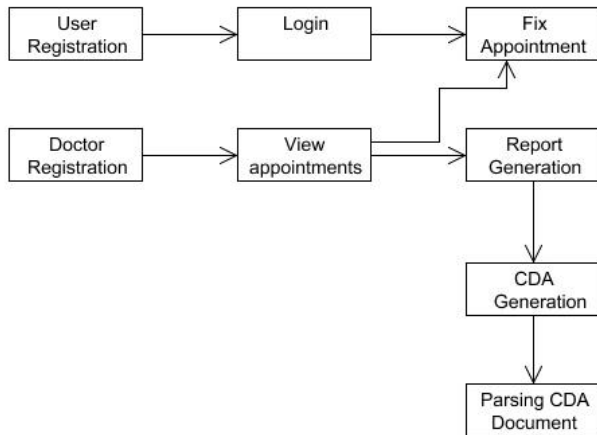 User
Registration
Login
Fix
Appointment
Doctor
Registration
View
appointments
Report
Generation
CDA
Generation
Parsing CDA
Document